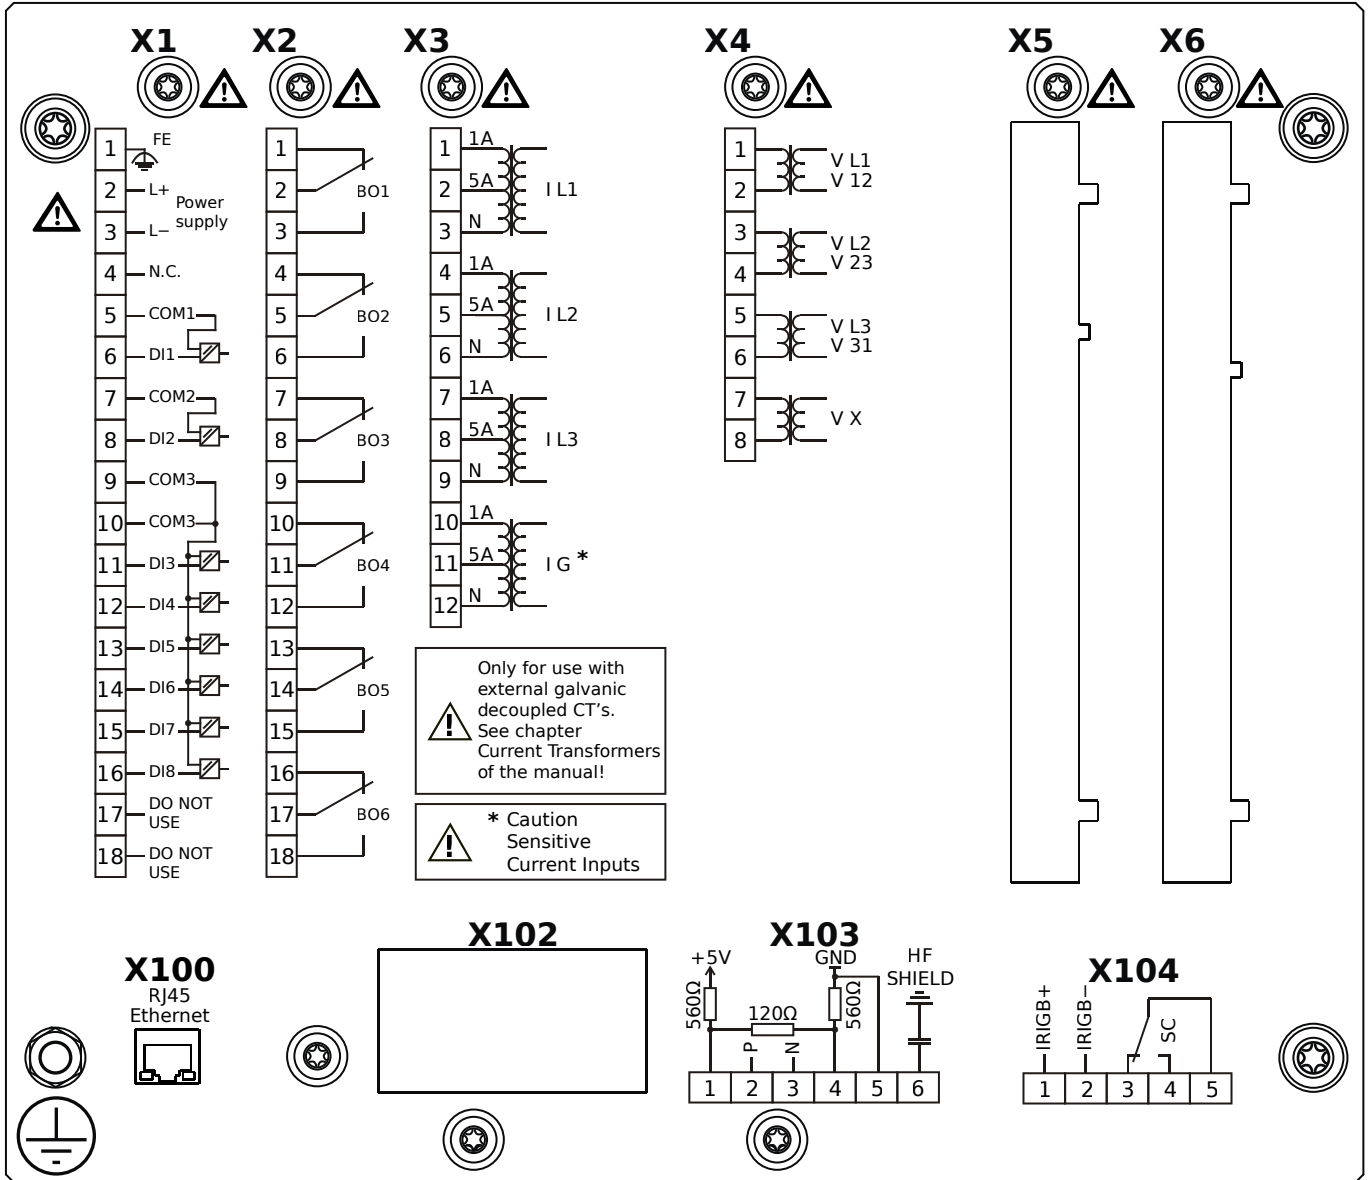 X1
X2
X3
X4
X5
X6
1
FE
2
L+
Power
supply
3
L−
4
N.C.
5
COM1
6
DI1
7
COM2
8
DI2
9
COM3
10
COM3
11
DI3
12
DI4
13
DI5
14
DI6
15
DI7
16
DI8
17
DO NOT
USE
18
DO NOT
USE
1
2
BO1
3
4
5
BO2
6
7
8
BO3
9
10
11
BO4
12
13
14
BO5
15
16
17
BO6
18
1
1A
2
5A
I L1
3
N
4
1A
5
5A
I L2
6
N
7
1A
8
5A
I L3
9
N
10
1A
11
5A
I G *
12
N
Only for use with
external galvanic
decoupled CT's.
See chapter
Current Transformers
of the manual!
* Caution
Sensitive
Current Inputs
1
V L1
2
V 12
3
V L2
4
V 23
5
V L3
6
V 31
7
V X
8
X100
RJ45
Ethernet
X102
X103
+5V
GND
HF
SHIELD
560Ω
120Ω
560Ω
P
N
1
2
3
4
5
6
X104
IRIGB+
IRIGB−
SC
1
2
3
4
5